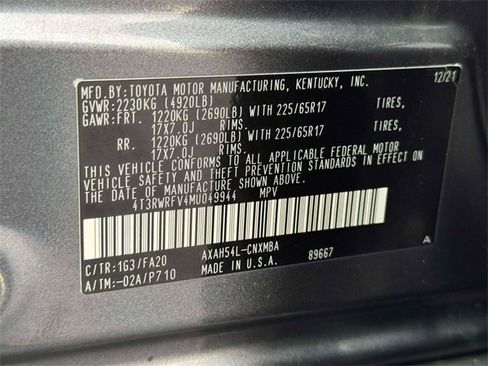 MFD.BY:TOYOTA MOTOR MANUFACTURING, KENTUCKY, INC. 12/21
GVWR:2230KG (4920LB)
GAWR:FRT. 1220KG (2690LB) WITH 225/65R17 TIRES,
17X7.0J RIMS.
RR. 1220KG (2690LB) WITH 225/65R17 TIRES,
17X7.0J RIMS.
THIS VEHICLE CONFORMS TO ALL APPLICABLE FEDERAL MOTOR
VEHICLE SAFETY AND THEFT PREVENTION STANDARDS IN EFFECT
ON THE DATE OF MANUFACTURE SHOWN ABOVE.
4T3RWRFV4MU049944 MPV
C/TR:1G3/FA20 AXAH54L-CNXMBA 89667 A
A/TM:-02A/P710 MADE IN U.S.A.